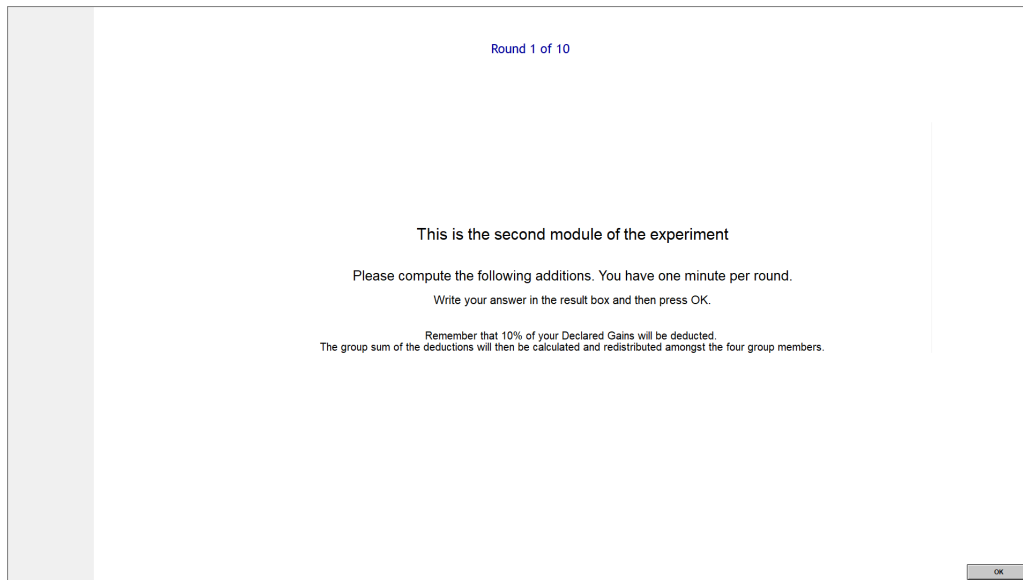 Round 1 of 10
This is the second module of the experiment
Please compute the following additions. You have one minute per round.
Write your answer in the result box and then press OK.
Remember that 10% of your Declared Gains will be deducted.
The group sum of the deductions will then be calculated and redistributed amongst the four group members.
OK